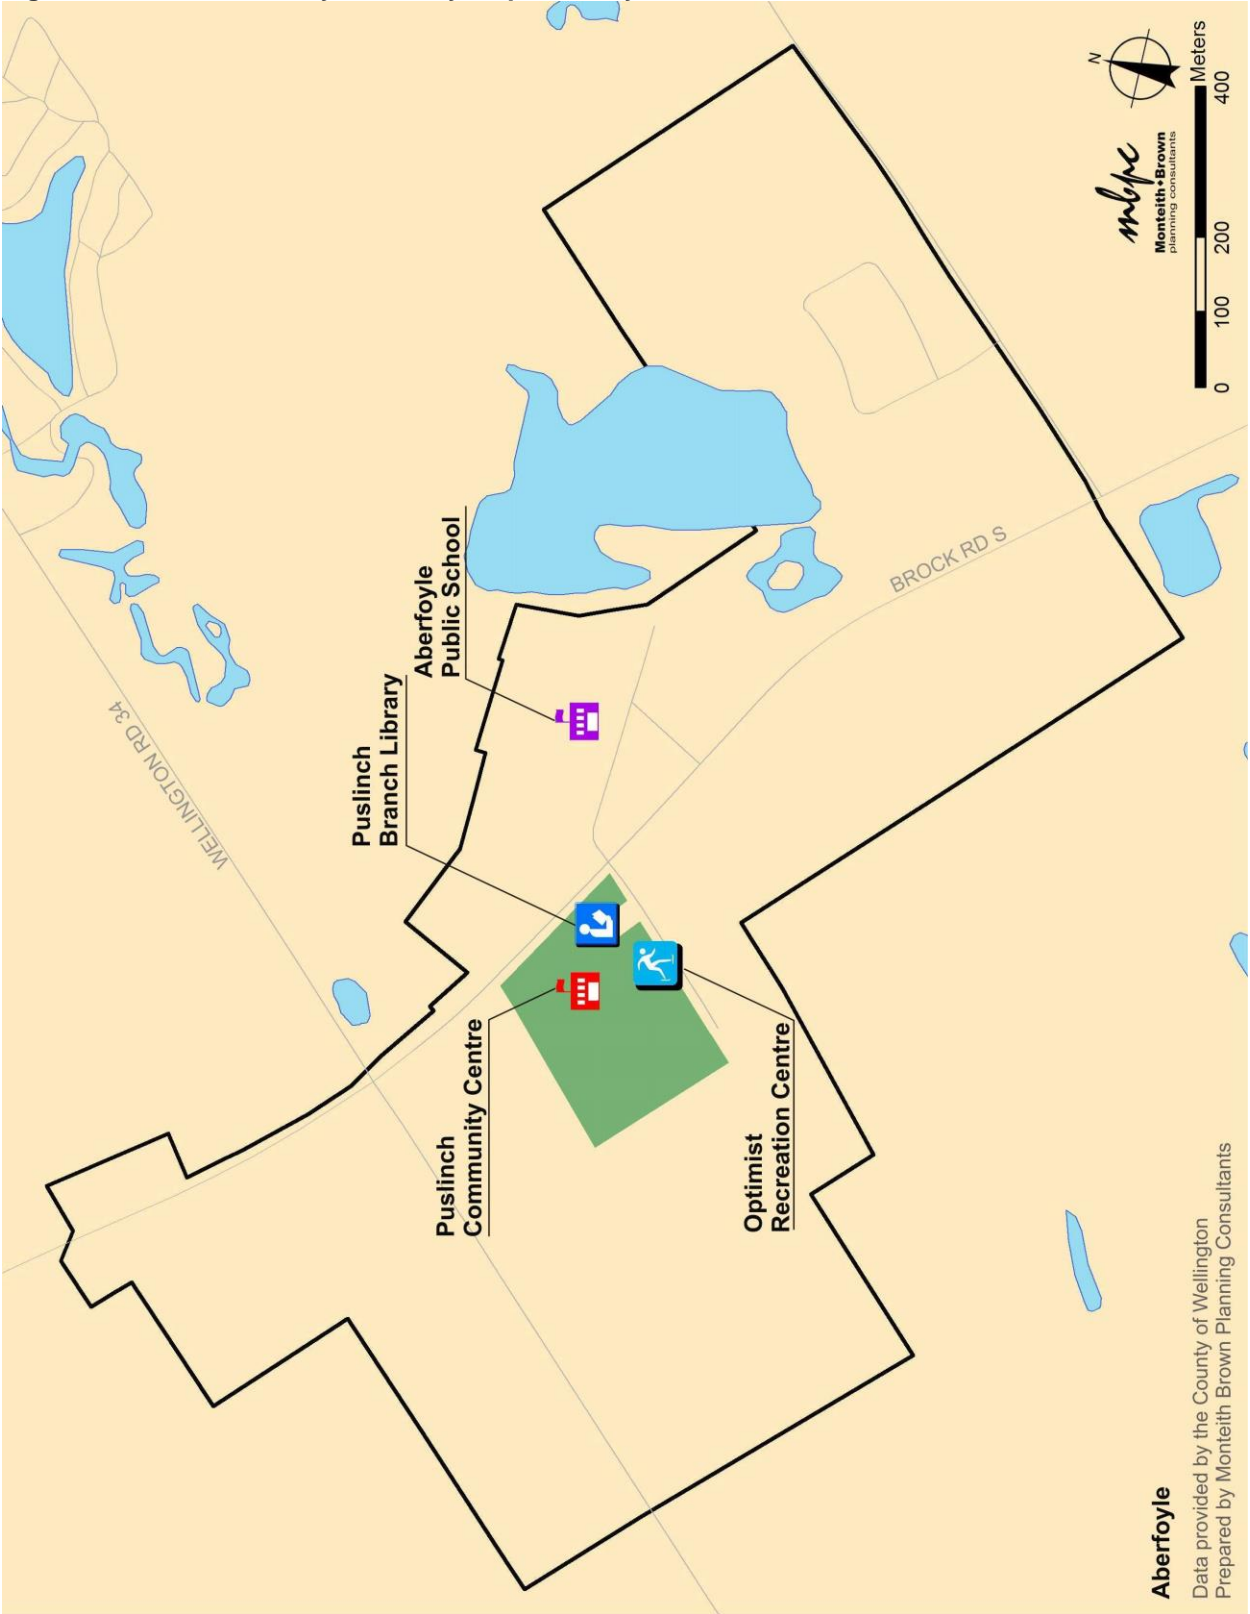 WELLINGTON RD 34
Puslinch
Branch Library
Aberfoyle
Public School
Puslinch
Community Centre
Optimist
Recreation Centre
BROCK RD S
N
mbpc
Monteith+Brown
planning consultants
Meters
0 100 200 400
Aberfoyle
Data provided by the County of Wellington
Prepared by Monteith Brown Planning Consultants